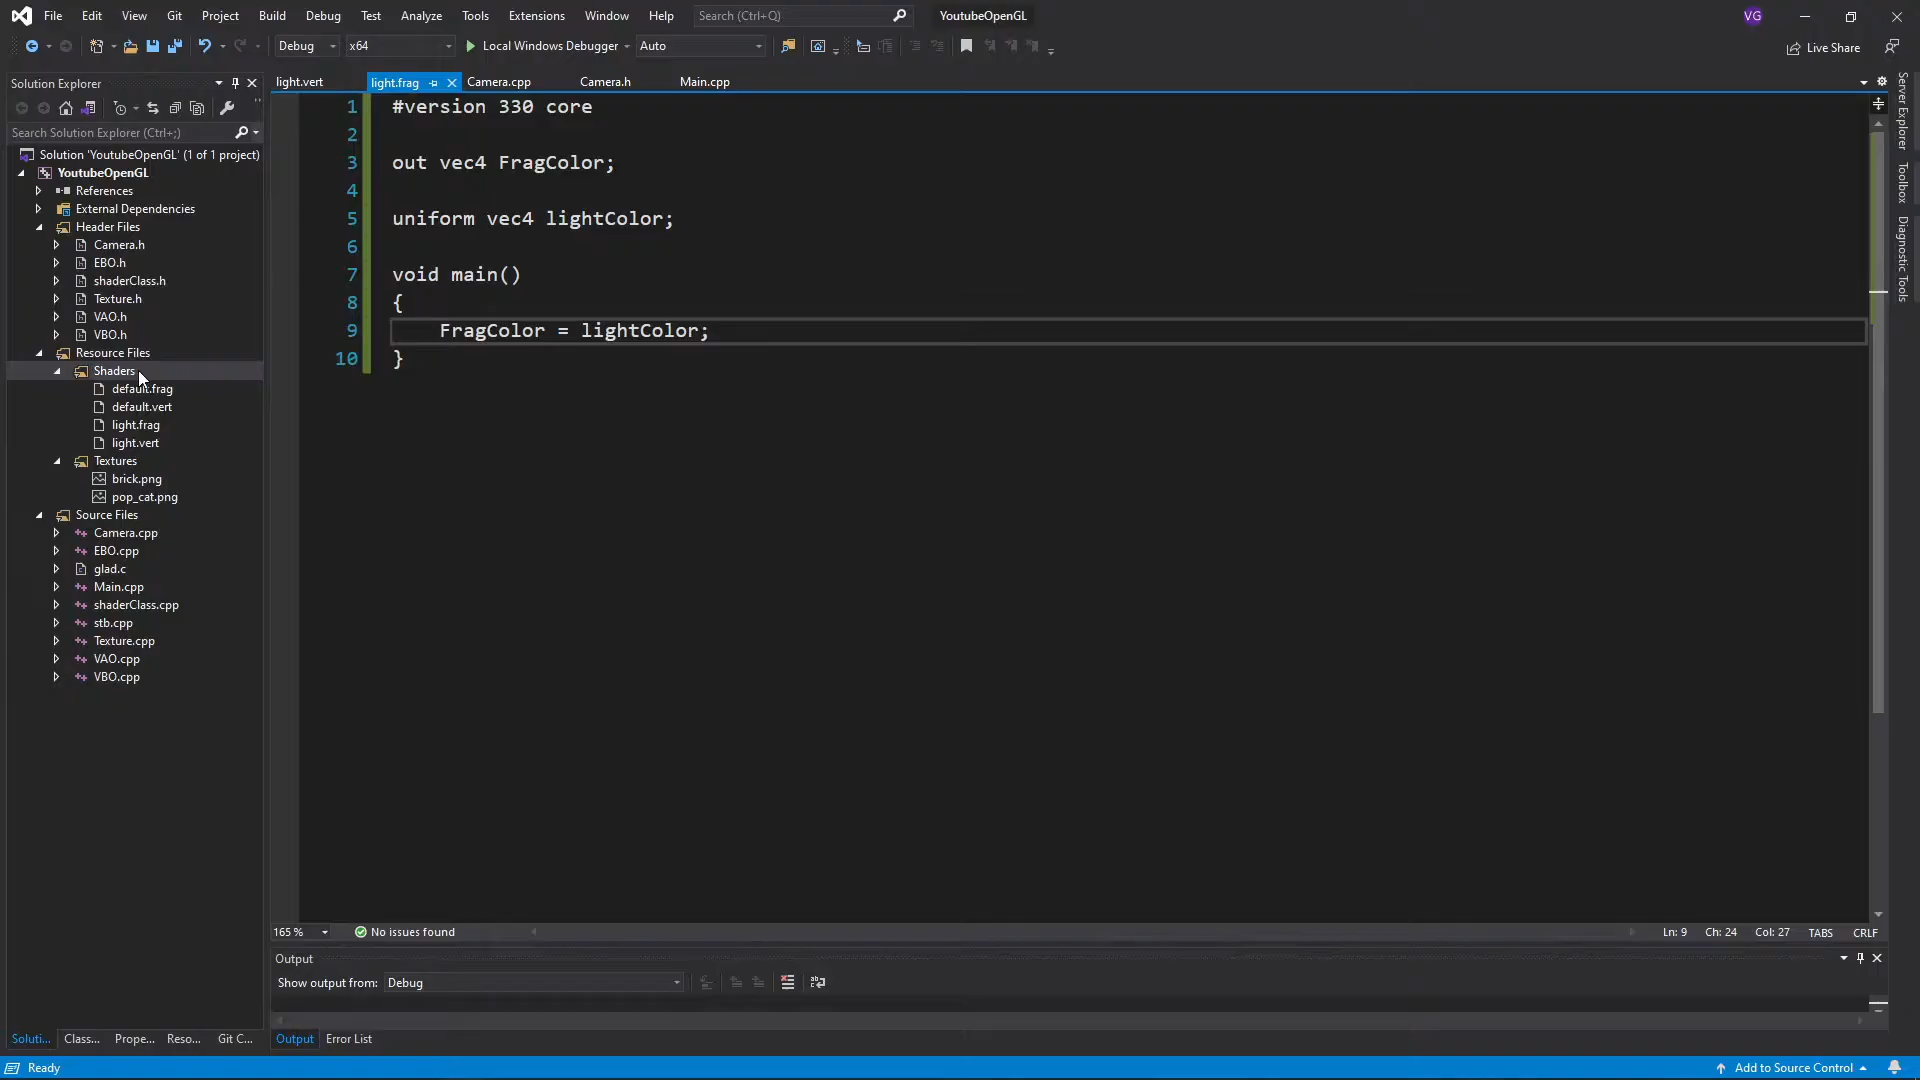 File Edit View Git Project Build Debug Test Analyze Tools Extensions Window Help Search (Ctrl+Q) YoutubeOpenGL VG
Debug x64 Local Windows Debugger Auto Live Share
Solution Explorer
Search Solution Explorer (Ctrl+;)
Solution 'YoutubeOpenGL' (1 of 1 project)
YoutubeOpenGL
References
External Dependencies
Header Files
Camera.h
EBO.h
shaderClass.h
Texture.h
VAO.h
VBO.h
Resource Files
Shaders
default.frag
default.vert
light.frag
light.vert
Textures
brick.png
pop_cat.png
Source Files
Camera.cpp
EBO.cpp
glad.c
Main.cpp
shaderClass.cpp
stb.cpp
Texture.cpp
VAO.cpp
VBO.cpp
Soluti... Class... Prope... Reso... Git C...
light.vert light.frag Camera.cpp Camera.h Main.cpp
1 #version 330 core
2
3 out vec4 FragColor;
4
5 uniform vec4 lightColor;
6
7 void main()
8 {
9 FragColor = lightColor;
10 }
165 % No issues found Ln: 9 Ch: 24 Col: 27 TABS CRLF
Output
Show output from: Debug
Output Error List
Server Explorer
Toolbox
Diagnostic Tools
Ready Add to Source Control